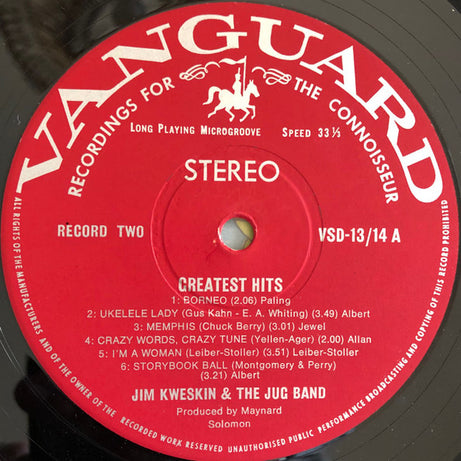 VANGUARD
RECORDINGS FOR THE CONNOISSEUR
LONG PLAYING MICROGROOVE SPEED 33⅓
STEREO
RECORD TWO VSD-13/14 A
GREATEST HITS
1: BORNEO (2.06) Paling
2: UKELELE LADY (Gus Kahn - E. A. Whiting) (3.49) Albert
3: MEMPHIS (Chuck Berry) (3.01) Jewel
4: CRAZY WORDS, CRAZY TUNE (Yellen-Ager) (2.00) Allan
5: I'M A WOMAN (Leiber-Stoller) (3.51) Leiber-Stoller
6: STORYBOOK BALL (Montgomery & Perry)
(3.21) Albert
JIM KWESKIN & THE JUG BAND
Produced by Maynard
Solomon
ALL RIGHTS OF THE MANUFACTURERS AND OF THE OWNER OF THE RECORDED WORK RESERVED UNAUTHORISED PUBLIC PERFORMANCE BROADCASTING AND COPYING OF THIS RECORD PROHIBITED